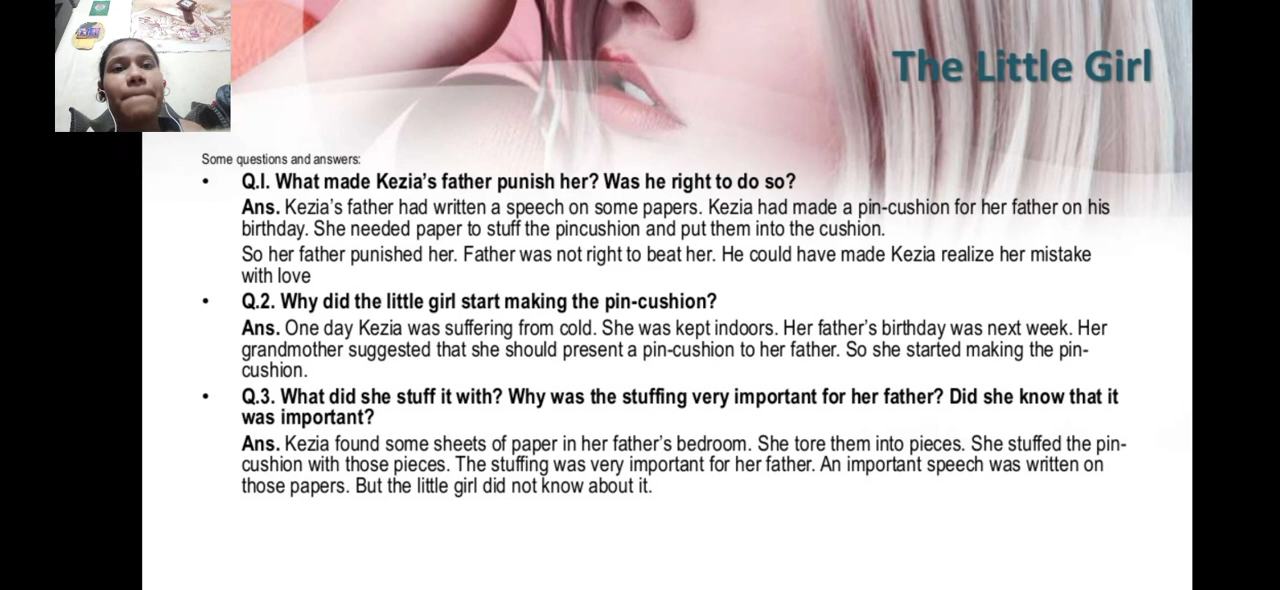 The Little Girl
Some questions and answers:
• Q.I. What made Kezia's father punish her? Was he right to do so?
Ans. Kezia's father had written a speech on some papers. Kezia had made a pin-cushion for her father on his
birthday. She needed paper to stuff the pincushion and put them into the cushion.
So her father punished her. Father was not right to beat her. He could have made Kezia realize her mistake
with love
• Q.2. Why did the little girl start making the pin-cushion?
Ans. One day Kezia was suffering from cold. She was kept indoors. Her father's birthday was next week. Her
grandmother suggested that she should present a pin-cushion to her father. So she started making the pin-
cushion.
• Q.3. What did she stuff it with? Why was the stuffing very important for her father? Did she know that it
was important?
Ans. Kezia found some sheets of paper in her father's bedroom. She tore them into pieces. She stuffed the pin-
cushion with those pieces. The stuffing was very important for her father. An important speech was written on
those papers. But the little girl did not know about it.